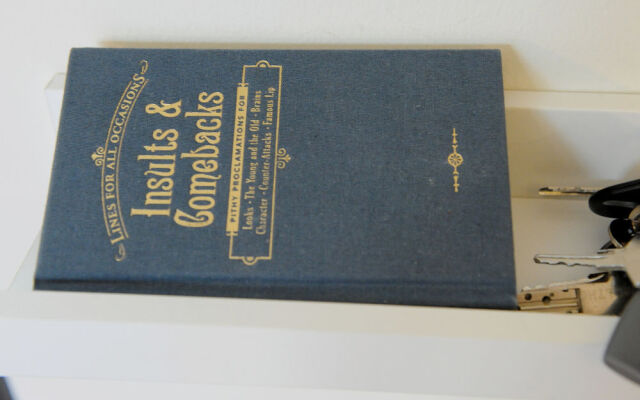 LINES FOR ALL OCCASIONS
Insults &
Comebacks
PITHY PROCLAMATIONS FOR
Looks · The Young and the Old · Brains
Character · Counter-Attacks · Famous Lip